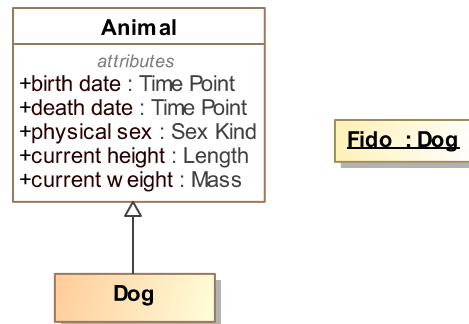 Animal
attributes
+birth date : Time Point
+death date : Time Point
+physical sex : Sex Kind
+current height : Length
+current weight : Mass
Fido : Dog
Dog